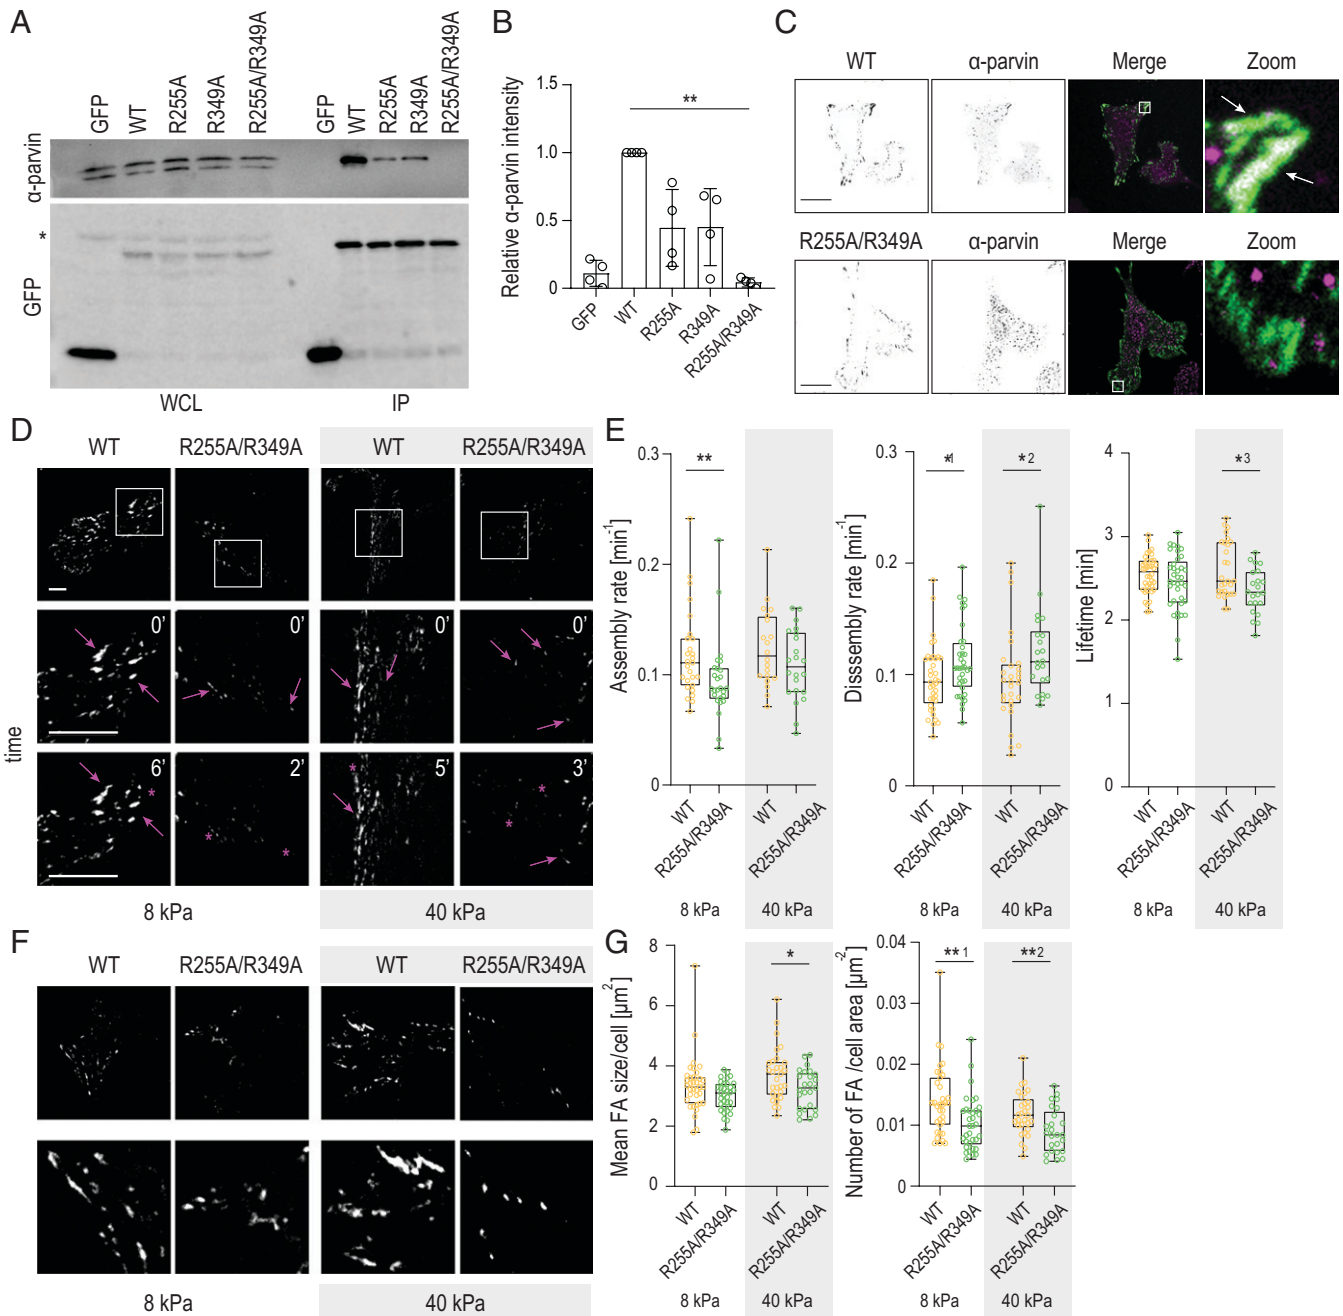 A
GFP
WT
R255A
R349A
R255A/R349A
GFP
WT
R255A
R349A
R255A/R349A
α-parvin
*
GFP
WCL
IP
B
Relative α-parvin intensity
1.5
1.0
0.5
0
**
GFP
WT
R255A
R349A
R255A/R349A
C
WT
α-parvin
Merge
Zoom
R255A/R349A
α-parvin
Merge
Zoom
D
WT
R255A/R349A
WT
R255A/R349A
time
0'
0'
0'
0'
6'
2'
5'
3'
*
*
*
*
*
*
8 kPa
40 kPa
E
Assembly rate [min-1]
0.3
0.2
0.1
0
**
WT
R255A/R349A
WT
R255A/R349A
8 kPa
40 kPa
Disssembly rate [min-1]
0.3
0.2
0.1
0
*1
*2
WT
R255A/R349A
WT
R255A/R349A
8 kPa
40 kPa
Lifetime [min]
4
3
2
1
0
*3
WT
R255A/R349A
WT
R255A/R349A
8 kPa
40 kPa
F
WT
R255A/R349A
WT
R255A/R349A
8 kPa
40 kPa
G
Mean FA size/cell [µm2]
8
6
4
2
0
*
WT
R255A/R349A
WT
R255A/R349A
8 kPa
40 kPa
Number of FA /cell area [µm-2]
0.04
0.03
0.02
0.01
0
**1
**2
WT
R255A/R349A
WT
R255A/R349A
8 kPa
40 kPa